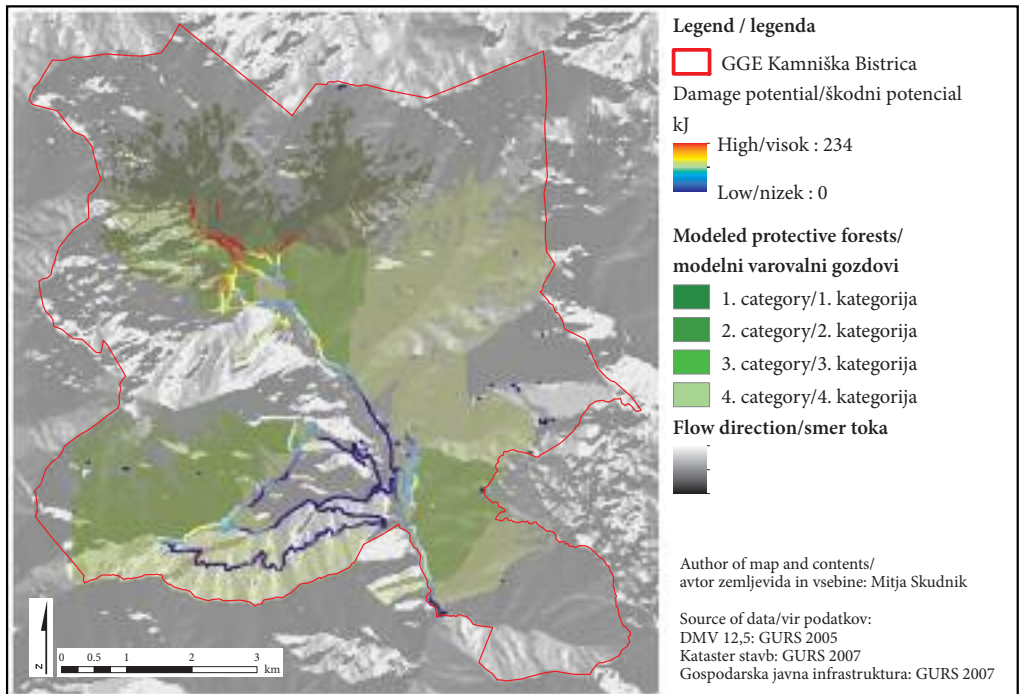 Legend / legenda
GGE Kamniška Bistrica
Damage potential/škodni potencial
kJ
High/visok : 234
Low/nizek : 0
Modeled protective forests/
modelni varovalni gozdovi
1. category/1. kategorija
2. category/2. kategorija
3. category/3. kategorija
4. category/4. kategorija
Flow direction/smer toka
Author of map and contents/
avtor zemljevida in vsebine: Mitja Skudnik
Source of data/vir podatkov:
DMV 12,5: GURS 2005
Kataster stavb: GURS 2007
Gospodarska javna infrastruktura: GURS 2007
N
0 0.5 1 2 3
km